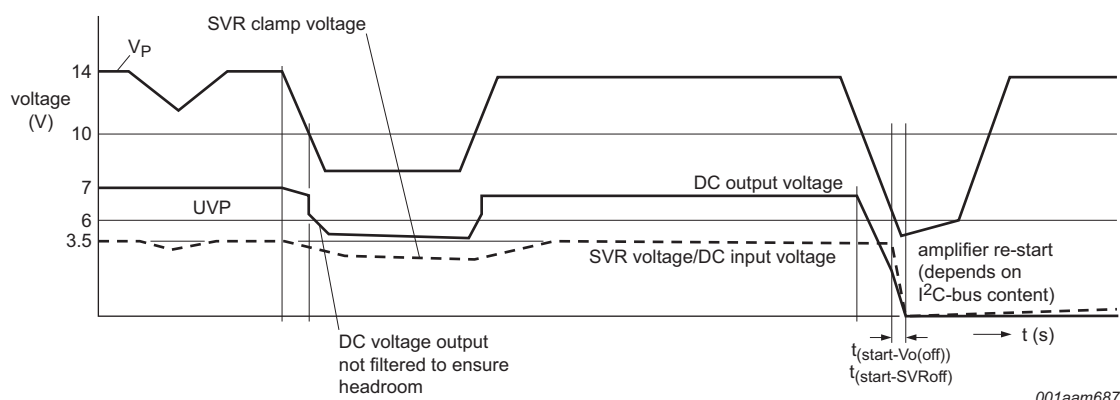 SVR clamp voltage
VP
14
voltage
(V)
10
7
DC output voltage
UVP
6
3.5
SVR voltage/DC input voltage
amplifier re-start
(depends on
I2C-bus content)
t (s)
DC voltage output
not filtered to ensure
headroom
t(start-Vo(off))
t(start-SVRoff)
001aam687